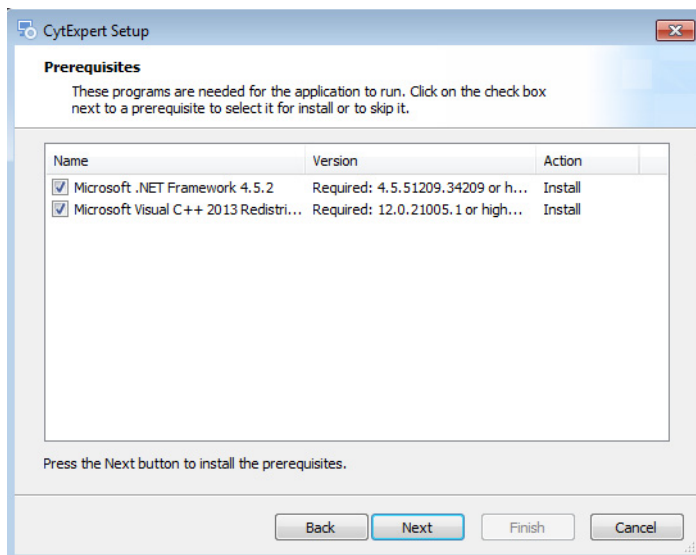 CytExpert Setup
Prerequisites
These programs are needed for the application to run. Click on the check box
next to a prerequisite to select it for install or to skip it.
Name Version Action
Microsoft .NET Framework 4.5.2 Required: 4.5.51209.34209 or h... Install
Microsoft Visual C++ 2013 Redistri... Required: 12.0.21005.1 or high... Install
Press the Next button to install the prerequisites.
Back Next Finish Cancel